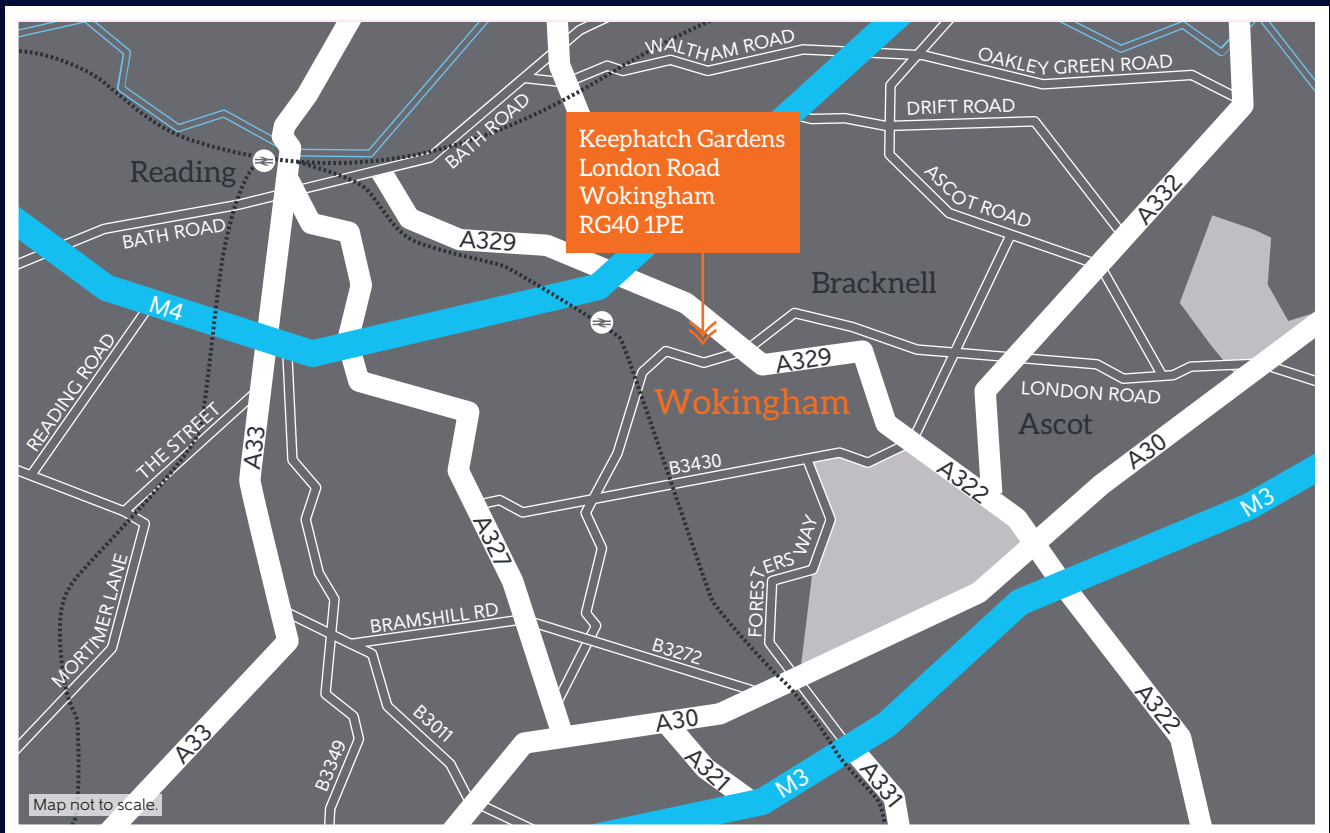 WALTHAM ROAD
OAKLEY GREEN ROAD
BATH ROAD
DRIFT ROAD
Keephatch Gardens
London Road
Wokingham
RG40 1PE
Reading
ASCOT ROAD
A332
BATH ROAD
A329
Bracknell
M4
READING ROAD
A329
LONDON ROAD
Wokingham
THE STREET
Ascot
A33
A30
B3430
A322
M3
A327
FORESTERS WAY
MORTIMER LANE
BRAMSHILL RD
B3272
A322
B3011
A30
A33
B3349
A321
M3
A331
Map not to scale.